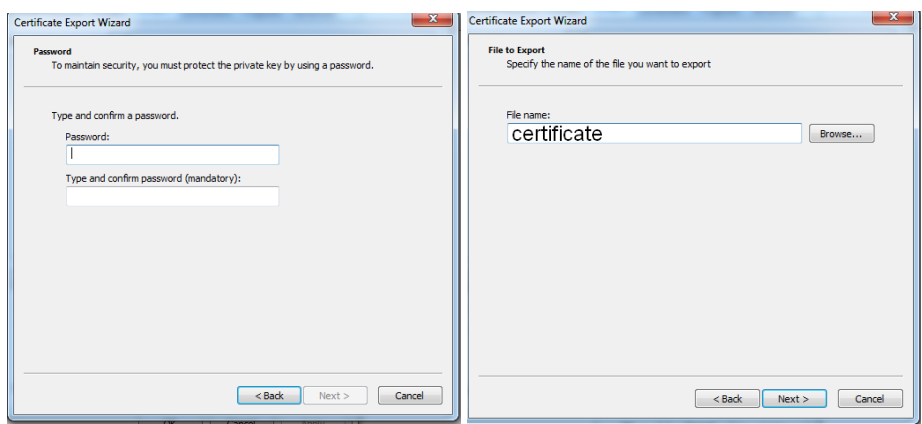 Certificate Export Wizard
Password
To maintain security, you must protect the private key by using a password.
Type and confirm a password.
Password:
Type and confirm password (mandatory):
< Back
Next >
Cancel
Certificate Export Wizard
File to Export
Specify the name of the file you want to export
File name:
certificate
Browse...
< Back
Next >
Cancel